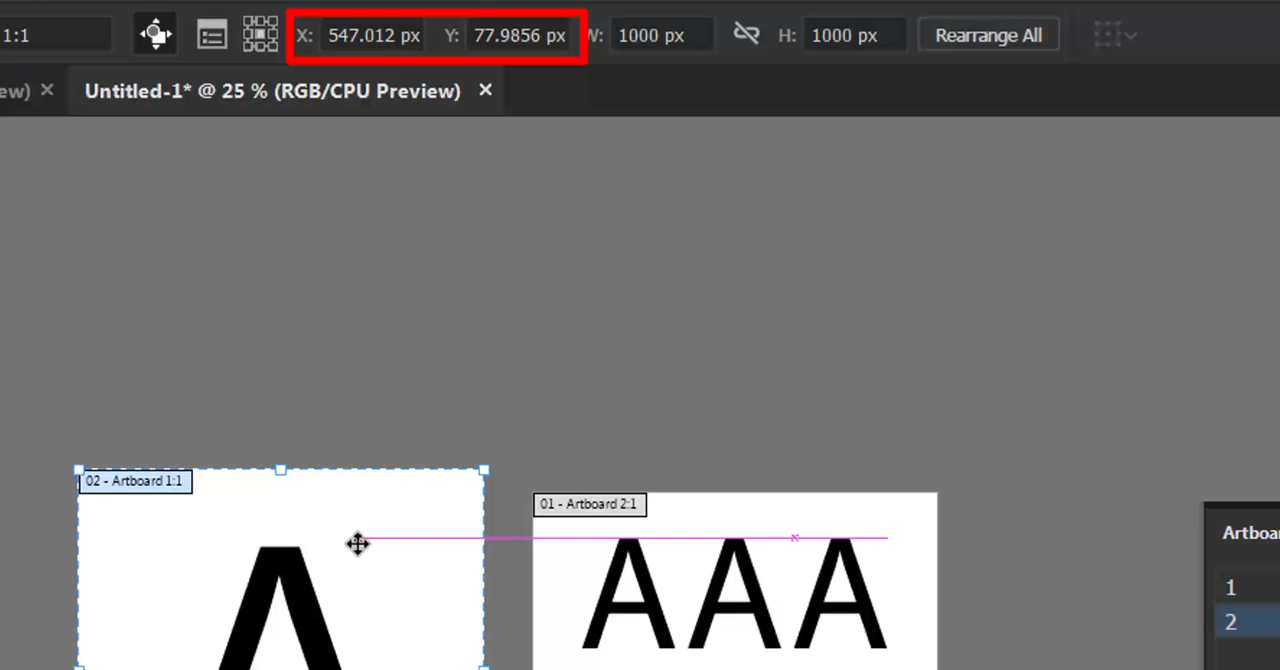 1:1 X: 547.012 px Y: 77.9856 px W: 1000 px H: 1000 px Rearrange All
ew) × Untitled-1* @ 25 % (RGB/CPU Preview) ×
02 - Artboard 1:1
01 - Artboard 2:1
A
AAA
Artboa
1
2